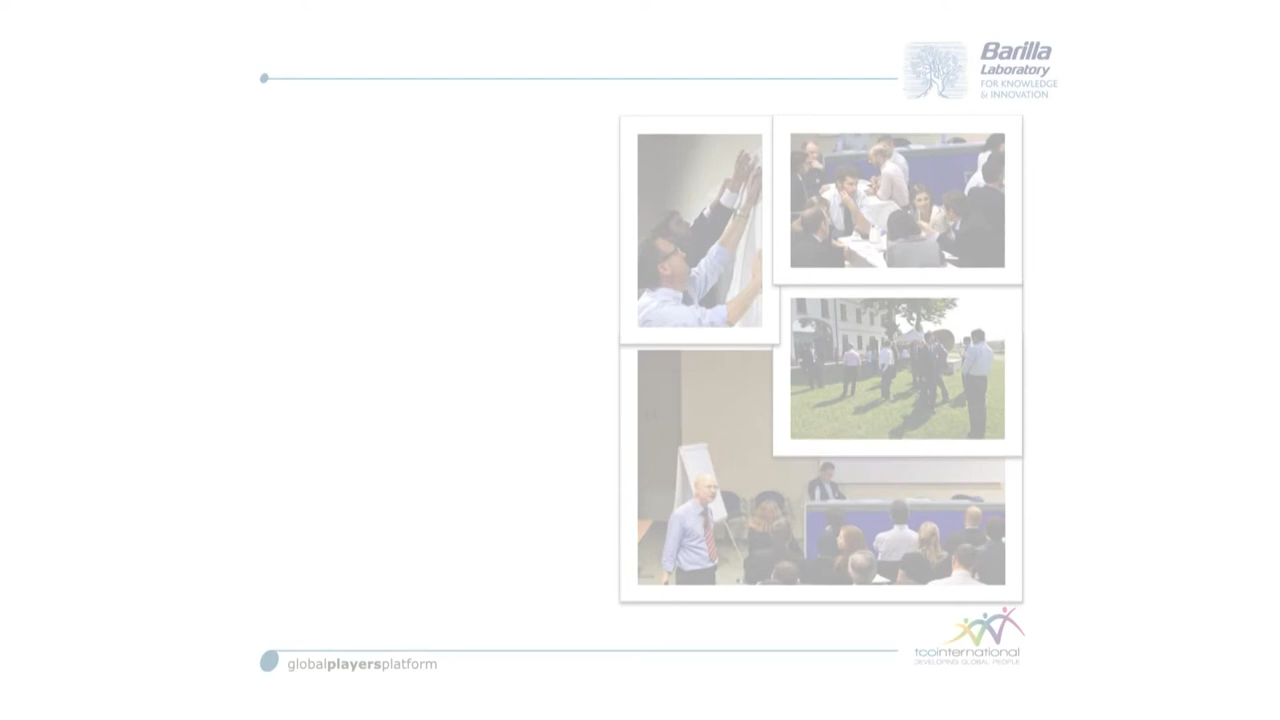 Barilla
Laboratory
FOR KNOWLEDGE
& INNOVATION
globalplayersplatform
tcointernational
DEVELOPING GLOBAL PEOPLE